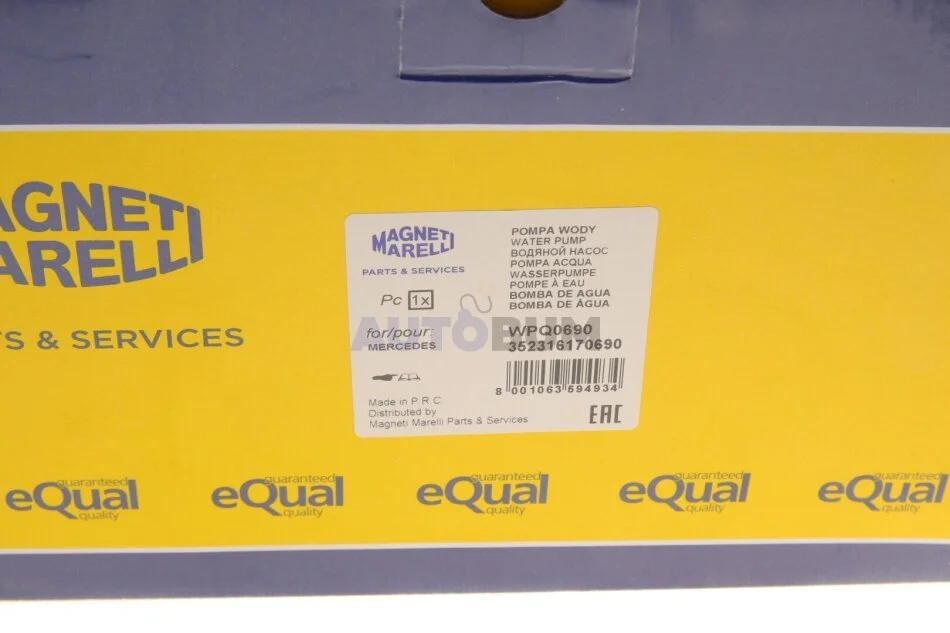 AGNETI
ARELLI
S & SERVICES
MAGNETI
MARELLI
PARTS & SERVICES
Pc 1x
for/pour:
MERCEDES
Made in P.R.C.
Distributed by
Magneti Marelli Parts & Services
POMPA WODY
WATER PUMP
ВОДЯНОЙ НАСОС
POMPA ACQUA
WASSERPUMPE
POMPE À EAU
BOMBA DE AGUA
BOMBA DE ÁGUA
WPQ0690
352316170690
8 001063 594934
EAC
AUTOBUM
guaranteed
eQual
quality
guaranteed
eQual
quality
guaranteed
eQual
quality
guaranteed
eQual
quality
guaranteed
eQual
quality